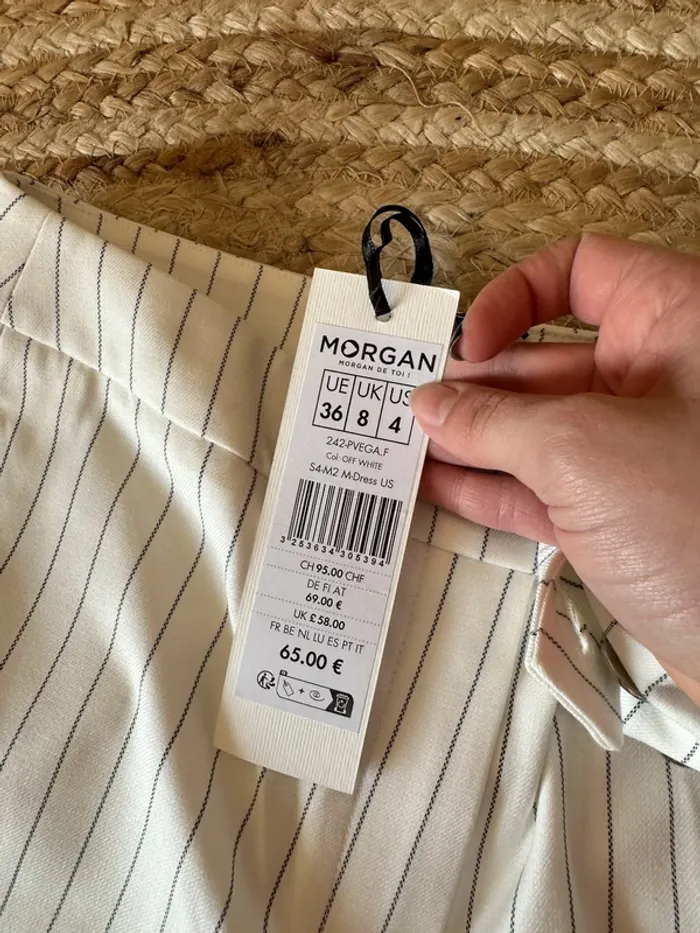 MORGAN
MORGAN DE TOI !
UE UK US
36 8 4
242-PVEGA.F
Col: OFF WHITE
S4-M2 M-Dress US
3 253634 305394
CH 95.00 CHF
DE FI AT
69.00 €
UK £ 58.00
FR BE NL LU ES PT IT
65.00 €